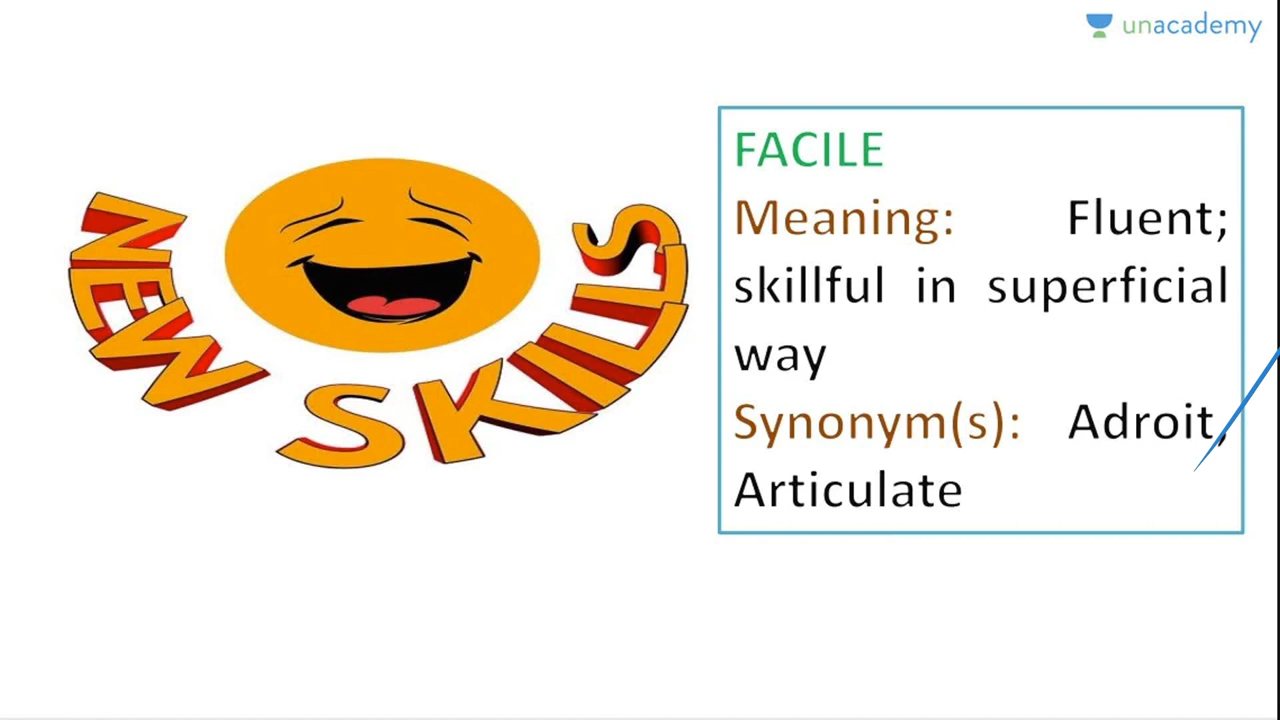 unacademy
NEW SKILLS
FACILE
Meaning: Fluent;
skillful in superficial
way
Synonym(s): Adroit,
Articulate